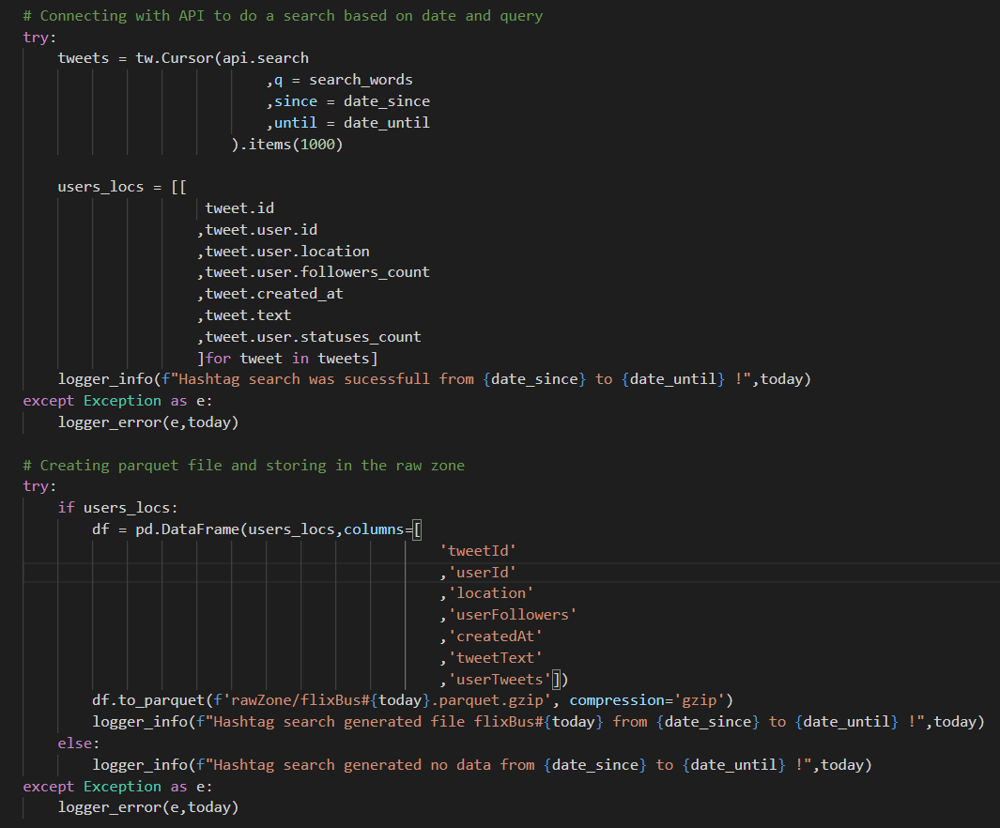 # Connecting with API to do a search based on date and query
try:
    tweets = tw.Cursor(api.search
                        ,q = search_words
                        ,since = date_since
                        ,until = date_until
                    ).items(1000)

    users_locs = [[
                 tweet.id
                ,tweet.user.id
                ,tweet.user.location
                ,tweet.user.followers_count
                ,tweet.created_at
                ,tweet.text
                ,tweet.user.statuses_count
                ]for tweet in tweets]
    logger_info(f"Hashtag search was sucessfull from {date_since} to {date_until} !",today)
except Exception as e:
    logger_error(e,today)

# Creating parquet file and storing in the raw zone
try:
    if users_locs:
        df = pd.DataFrame(users_locs,columns=[
                                                'tweetId'
                                                ,'userId'
                                                ,'location'
                                                ,'userFollowers'
                                                ,'createdAt'
                                                ,'tweetText'
                                                ,'userTweets'])
        df.to_parquet(f'rawZone/flixBus#{today}.parquet.gzip', compression='gzip')
        logger_info(f"Hashtag search generated file flixBus#{today} from {date_since} to {date_until} !",today)
    else:
        logger_info(f"Hashtag search generated no data from {date_since} to {date_until} !",today)
except Exception as e:
    logger_error(e,today)